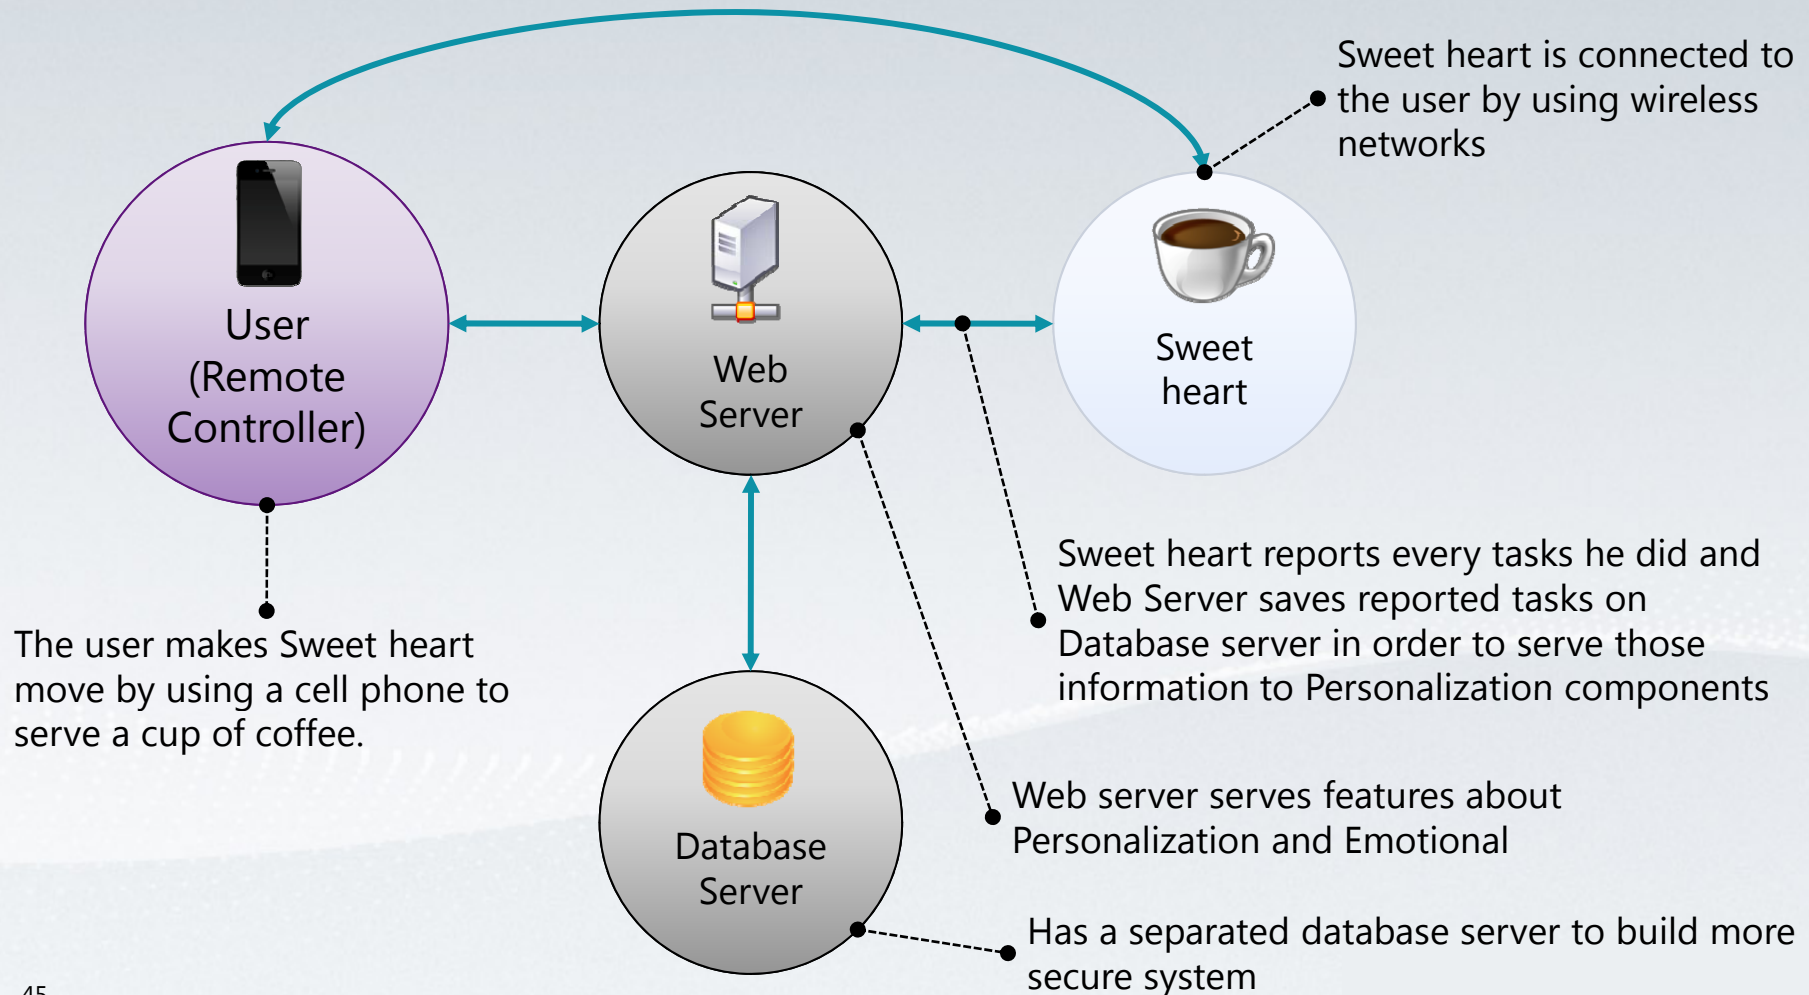 Sweet heart is connected to
the user by using wireless
networks
User
(Remote
Controller)
Web
Server
Sweet
heart
The user makes Sweet heart
move by using a cell phone to
serve a cup of coffee.
Sweet heart reports every tasks he did and
Web Server saves reported tasks on
Database server in order to serve those
information to Personalization components
Database
Server
Web server serves features about
Personalization and Emotional
Has a separated database server to build more
secure system
45